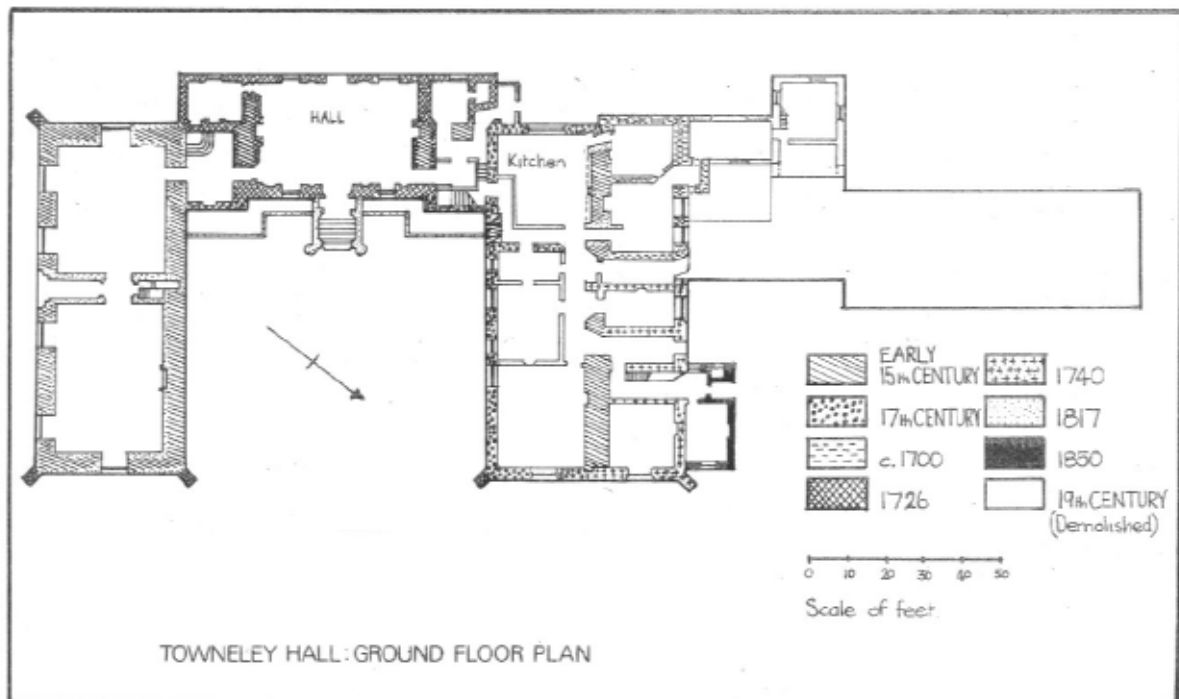 HALL
Kitchen
EARLY
15th CENTURY
17th CENTURY
c.1700
1726
1740
1817
1850
19th CENTURY
(Demolished)
0 10 20 30 40 50
Scale of feet.
TOWNELEY HALL: GROUND FLOOR PLAN